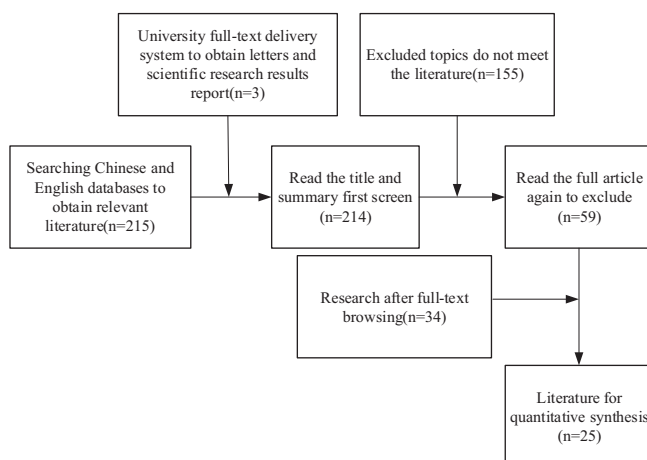 University full-text delivery
system to obtain letters and
scientific research results
report(n=3)
Excluded topics do not meet
the literature(n=155)
Searching Chinese and
English databases to
obtain relevant
literature(n=215)
Read the title and
summary first screen
(n=214)
Read the full article
again to exclude
(n=59)
Research after full-text
browsing(n=34)
Literature for
quantitative synthesis
(n=25)